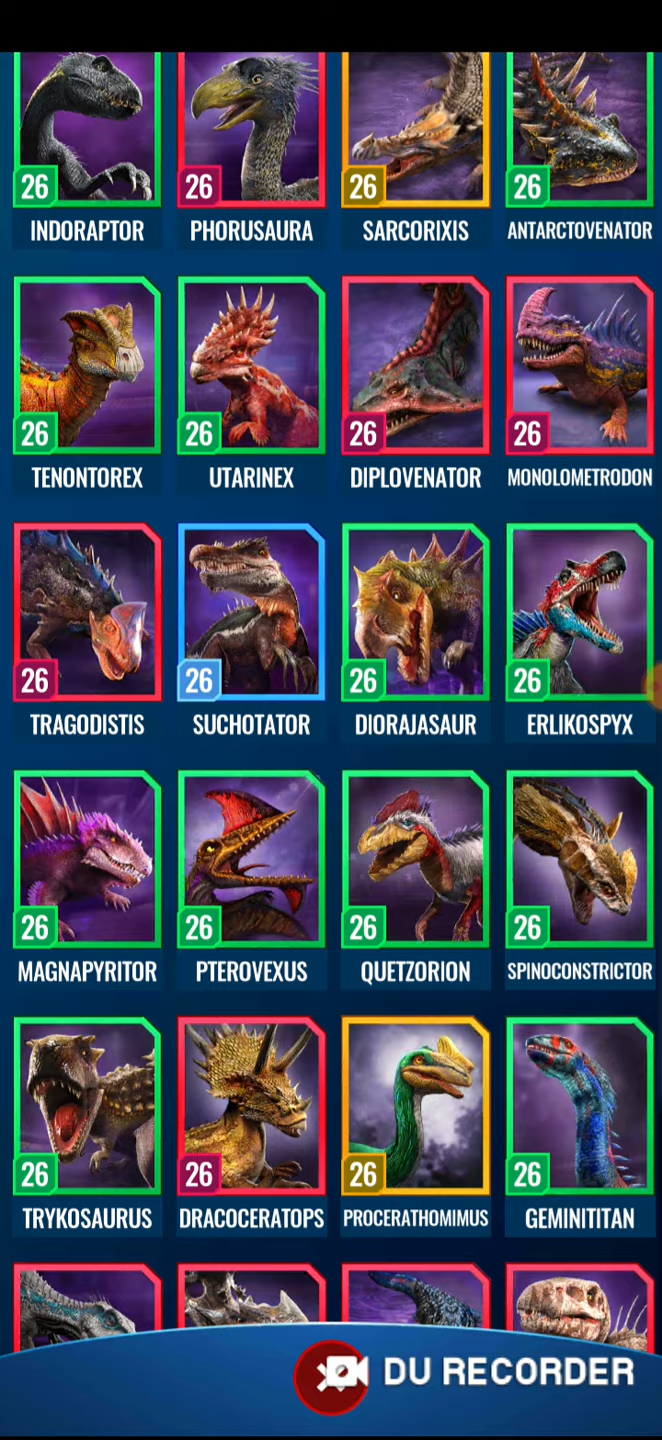 26 26 26 26
INDORAPTOR PHORUSAURA SARCORIXIS ANTARCTOVENATOR
26 26 26 26
TENONTOREX UTARINEX DIPLOVENATOR MONOLOMETRODON
26 26 26 26
TRAGODISTIS SUCHOTATOR DIORAJASAUR ERLIKOSPYX
26 26 26 26
MAGNAPYRITOR PTEROVEXUS QUETZORION SPINOCONSTRICTOR
26 26 26 26
TRYKOSAURUS DRACOCERATOPS PROCERATHOMIMUS GEMINITITAN
DU RECORDER